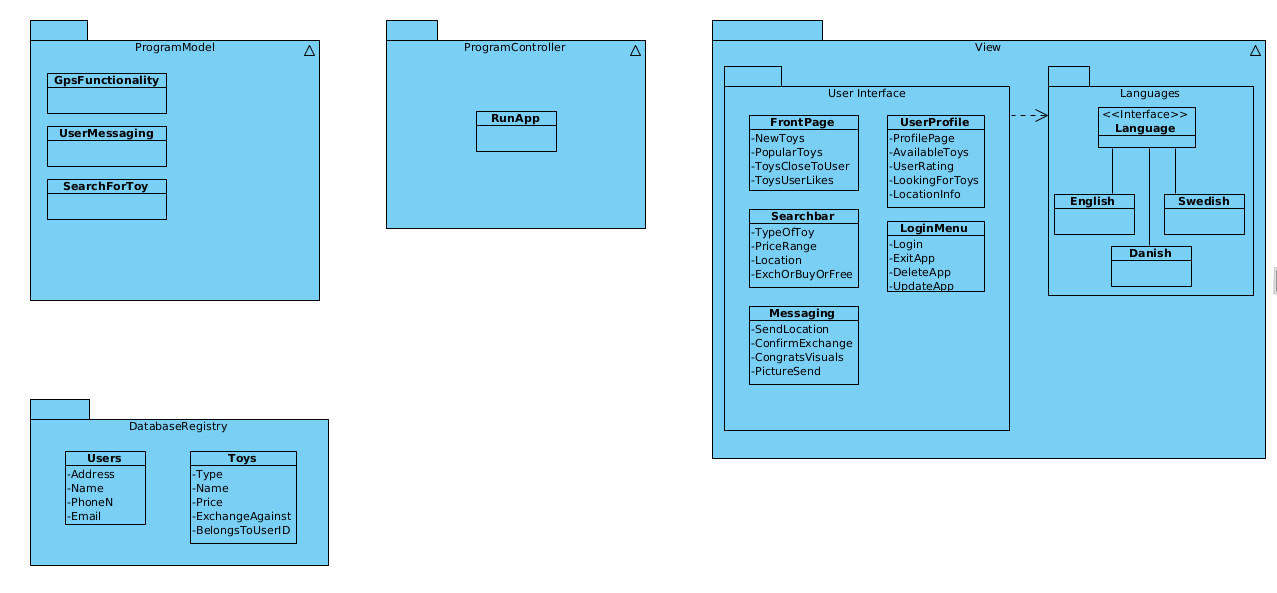 ProgramModel
GpsFunctionality
UserMessaging
SearchForToy
ProgramController
RunApp
View
User Interface
FrontPage
-NewToys
-PopularToys
-ToysCloseToUser
-ToysUserLikes
UserProfile
-ProfilePage
-AvailableToys
-UserRating
-LookingForToys
-LocationInfo
Searchbar
-TypeOfToy
-PriceRange
-Location
-ExchOrBuyOrFree
LoginMenu
-Login
-ExitApp
-DeleteApp
-UpdateApp
Messaging
-SendLocation
-ConfirmExchange
-CongratsVisuals
-PictureSend
Languages
<<Interface>>
Language
English
Swedish
Danish
DatabaseRegistry
Users
-Address
-Name
-PhoneN
-Email
Toys
-Type
-Name
-Price
-ExchangeAgainst
-BelongsToUserID